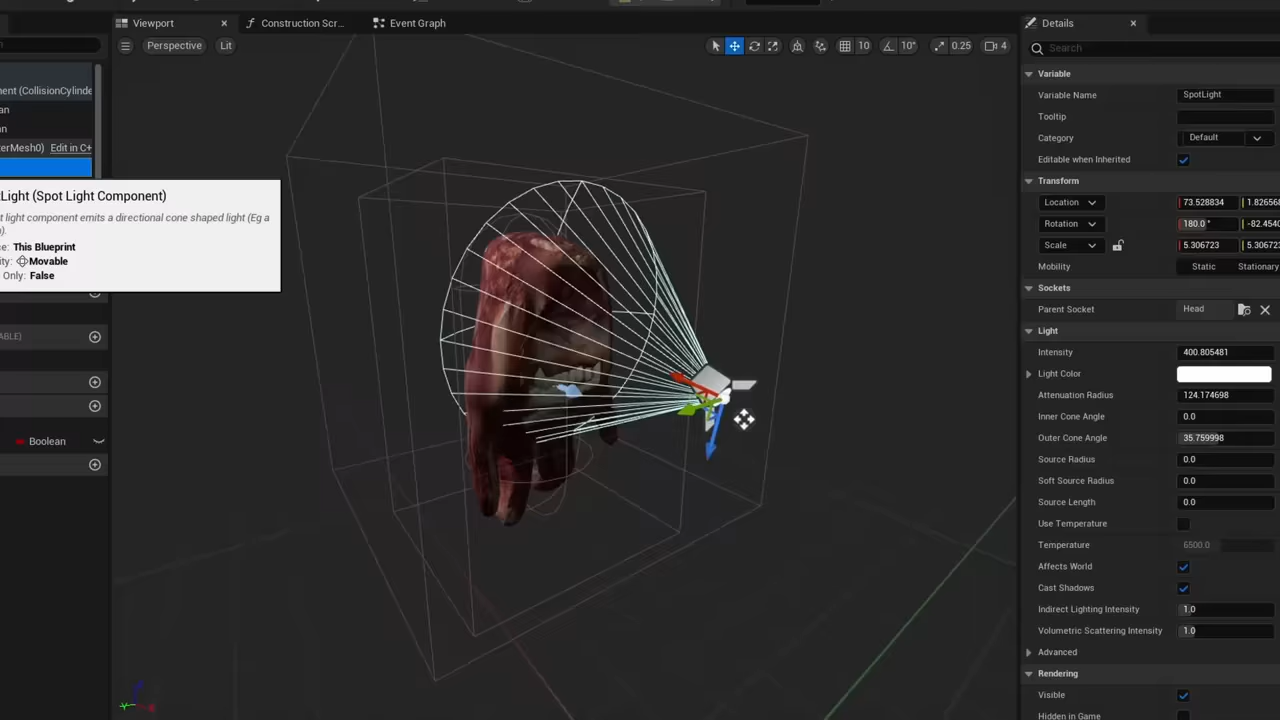 Viewport
Construction Scr...
Event Graph
Details
Perspective
Lit
10
10°
0.25
4
Search
nent (CollisionCylinde
an
n
terMesh0) Edit in C+
Light (Spot Light Component)
t light component emits a directional cone shaped light (Eg a
).
e: This Blueprint
ity: Movable
Only: False
ABLE)
Boolean
Variable
Variable Name SpotLight
Tooltip
Category Default
Editable when Inherited
Transform
Location 73.528834 1.826568
Rotation 180.0 ° -82.4540
Scale 5.306723 5.306723
Mobility Static Stationary
Sockets
Parent Socket Head
Light
Intensity 400.805481
Light Color
Attenuation Radius 124.174698
Inner Cone Angle 0.0
Outer Cone Angle 35.759998
Source Radius 0.0
Soft Source Radius 0.0
Source Length 0.0
Use Temperature
Temperature 6500.0
Affects World
Cast Shadows
Indirect Lighting Intensity 1.0
Volumetric Scattering Intensity 1.0
Advanced
Rendering
Visible
Hidden in Game